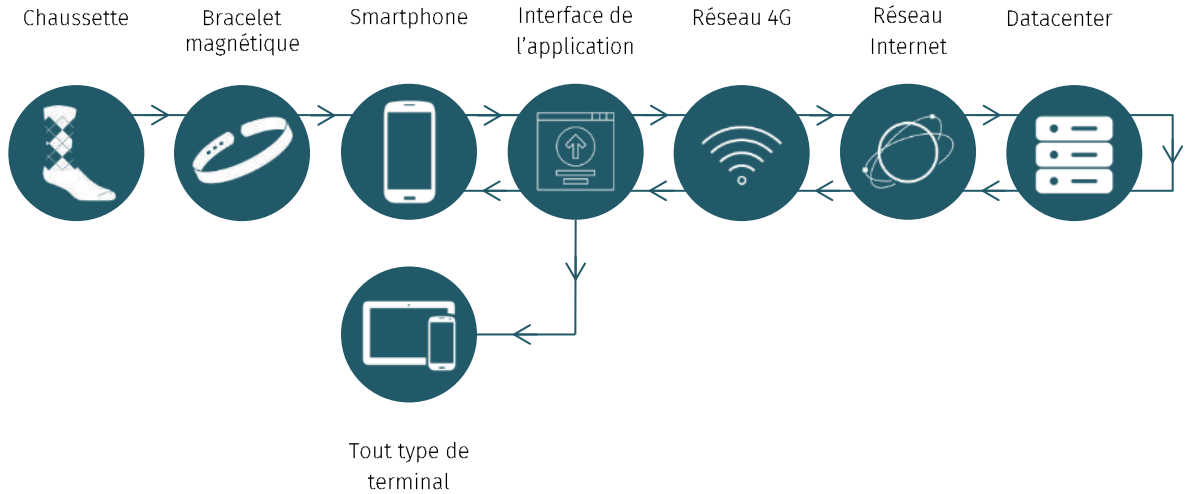 Chaussette
Bracelet
magnétique
Smartphone
Interface de
l’application
Réseau 4G
Réseau
Internet
Datacenter
Tout type de
terminal